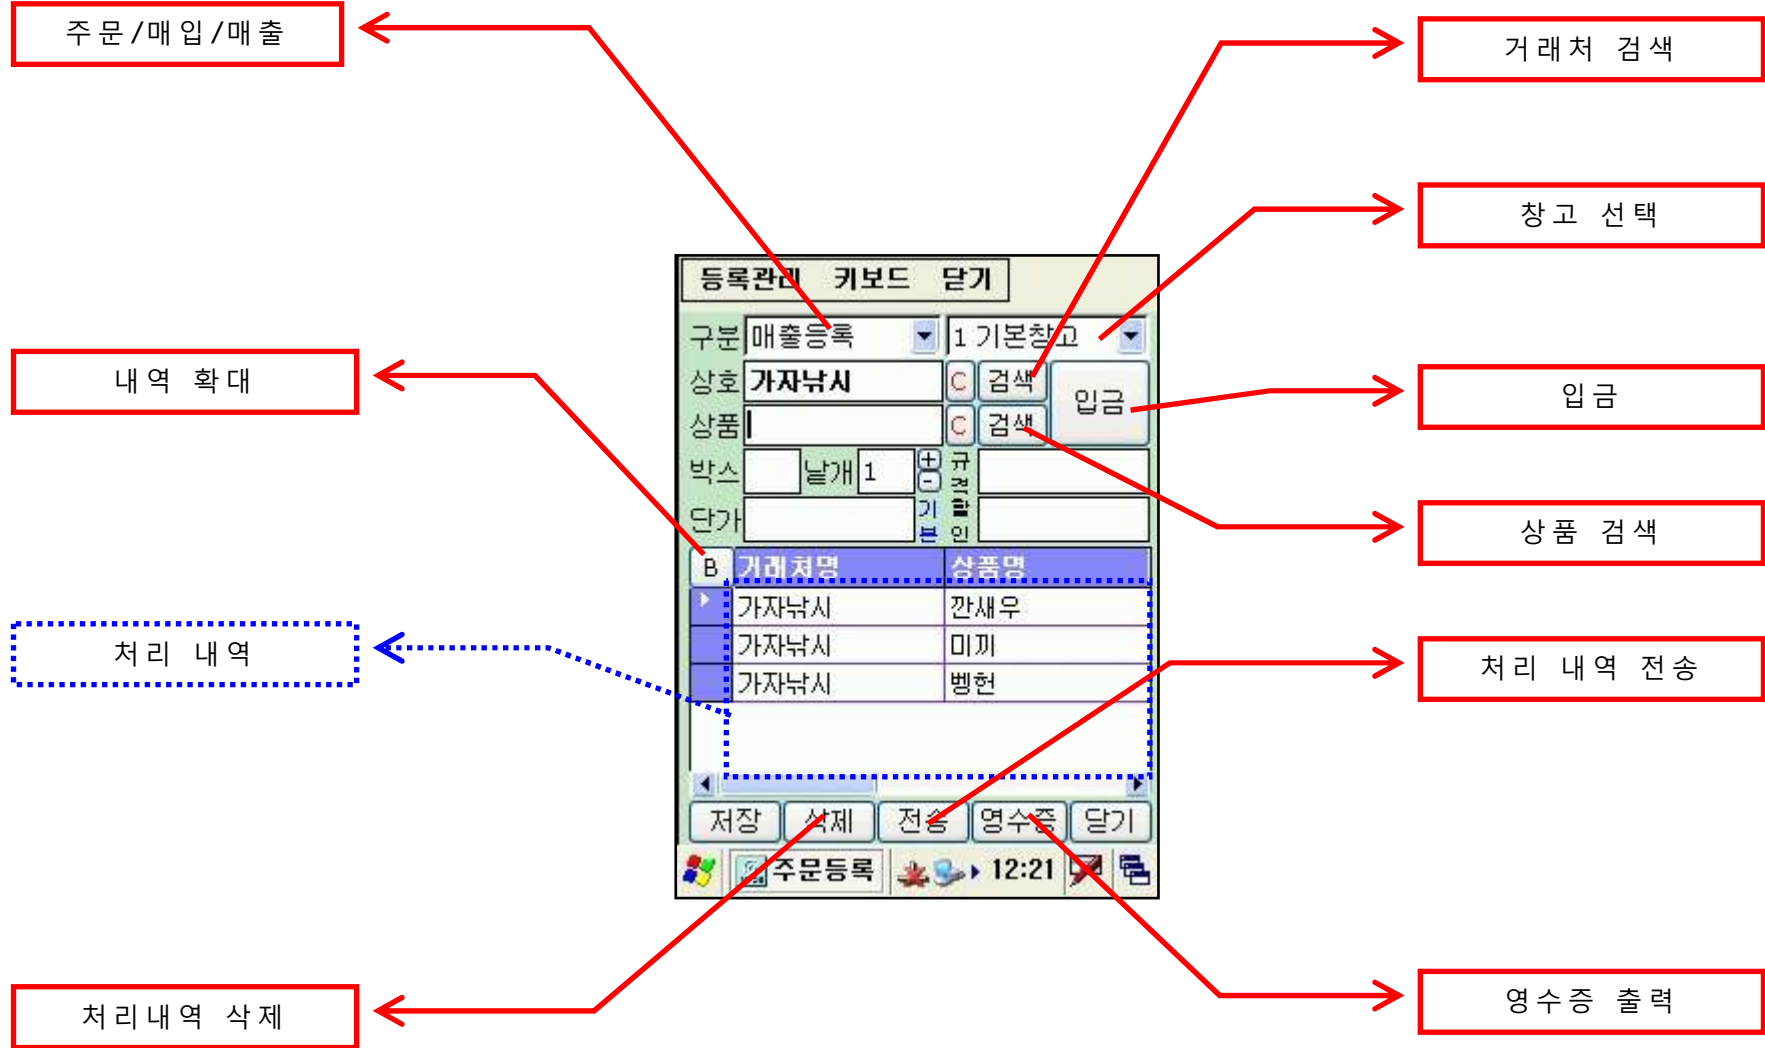 주문/매입/매출
거래처 검색
창고 선택
등록관리 키보드 닫기
구분 매출등록 1 기본창고
내역 확대
상호 가자낚시 C 검색 입금
입금
상품 C 검색
박스 낱개 1 + - 규격
단가 기본 할인
상품 검색
B 거래처명 상품명
가자낚시 깐새우
가자낚시 미끼
가자낚시 벵헌
처리 내역
처리 내역 전송
저장 삭제 전송 영수증 닫기
주문등록 12:21
처리내역 삭제
영수증 출력